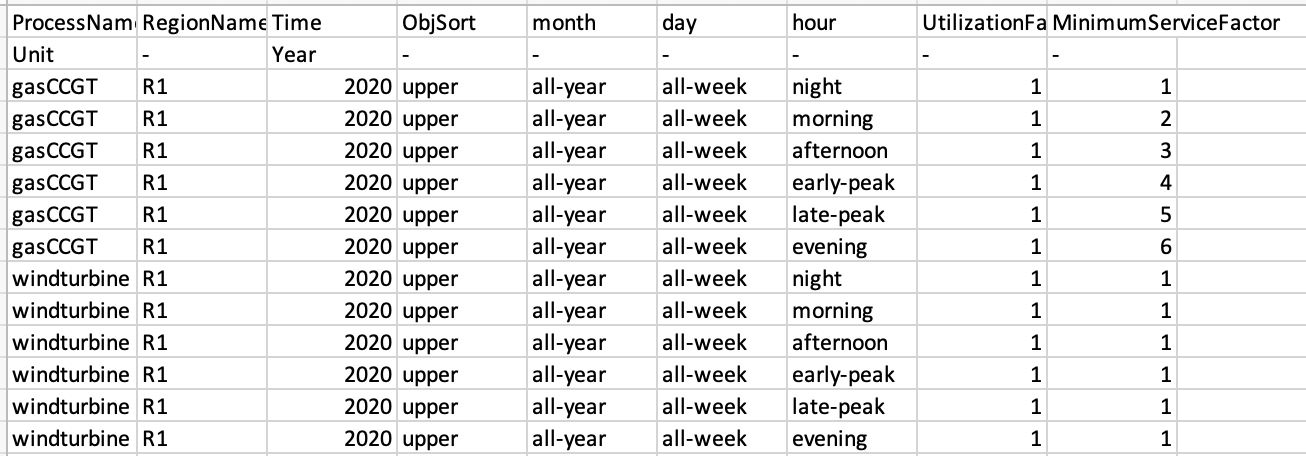 ProcessNam RegionName Time ObjSort month day hour UtilizationFa MinimumServiceFactor
Unit - Year - - - - - -
gasCCGT R1 2020 upper all-year all-week night 1 1
gasCCGT R1 2020 upper all-year all-week morning 1 2
gasCCGT R1 2020 upper all-year all-week afternoon 1 3
gasCCGT R1 2020 upper all-year all-week early-peak 1 4
gasCCGT R1 2020 upper all-year all-week late-peak 1 5
gasCCGT R1 2020 upper all-year all-week evening 1 6
windturbine R1 2020 upper all-year all-week night 1 1
windturbine R1 2020 upper all-year all-week morning 1 1
windturbine R1 2020 upper all-year all-week afternoon 1 1
windturbine R1 2020 upper all-year all-week early-peak 1 1
windturbine R1 2020 upper all-year all-week late-peak 1 1
windturbine R1 2020 upper all-year all-week evening 1 1